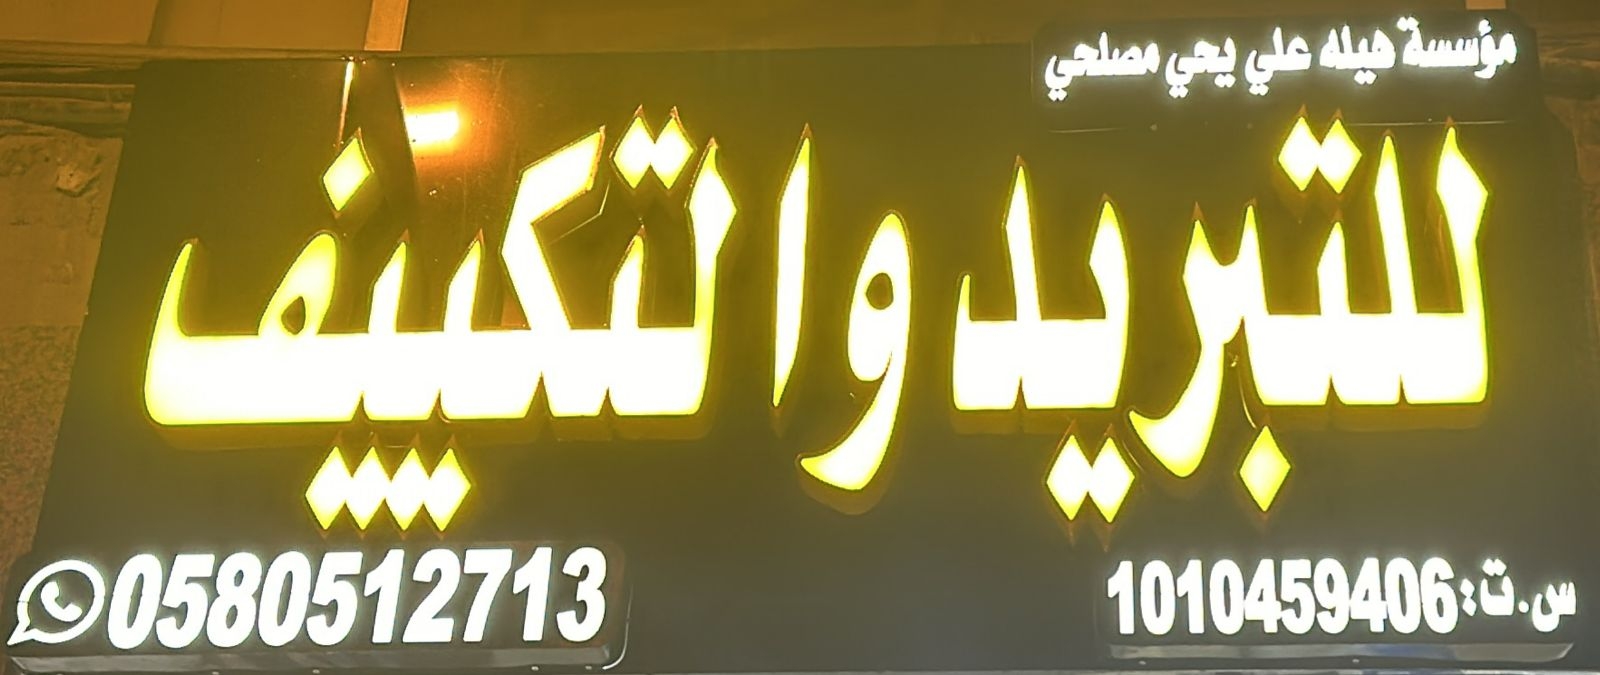 مؤسسة هيله علي يحي مصلحي
للتبريد والتكييف
س.ت: 1010459406
0580512713